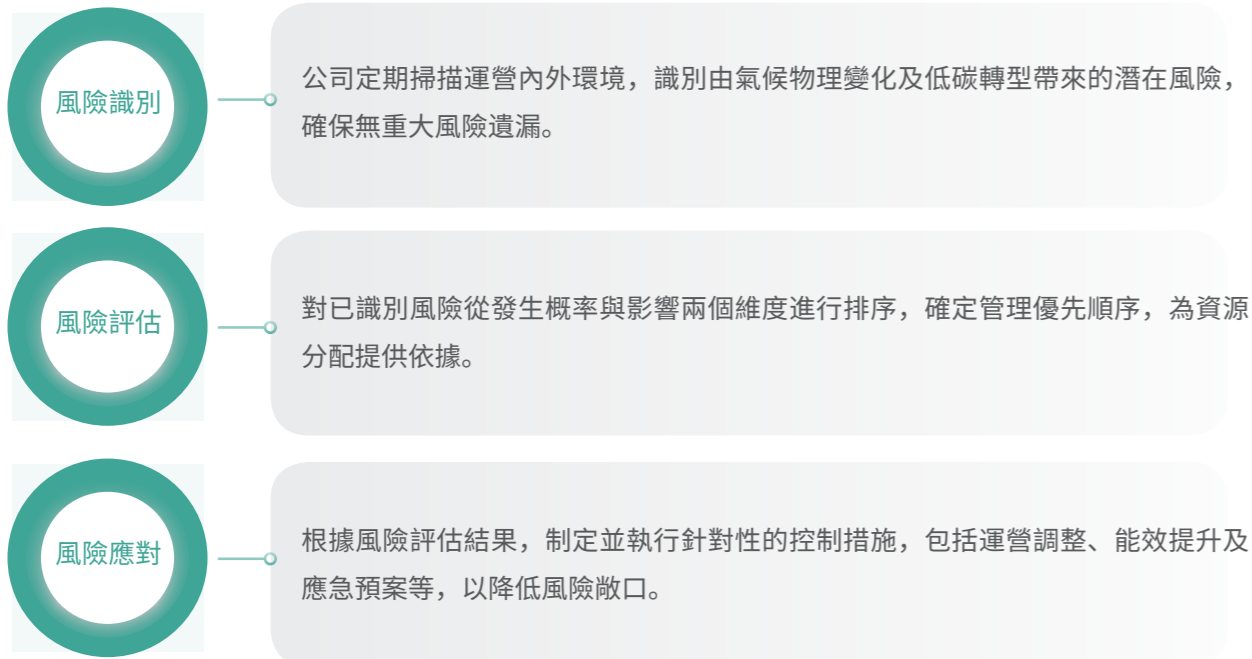 風險識別
公司定期掃描運營內外環境，識別由氣候物理變化及低碳轉型帶來的潛在風險，
確保無重大風險遺漏。
風險評估
對已識別風險從發生概率與影響兩個維度進行排序，確定管理優先順序，為資源
分配提供依據。
風險應對
根據風險評估結果，制定並執行針對性的控制措施，包括運營調整、能效提升及
應急預案等，以降低風險敞口。